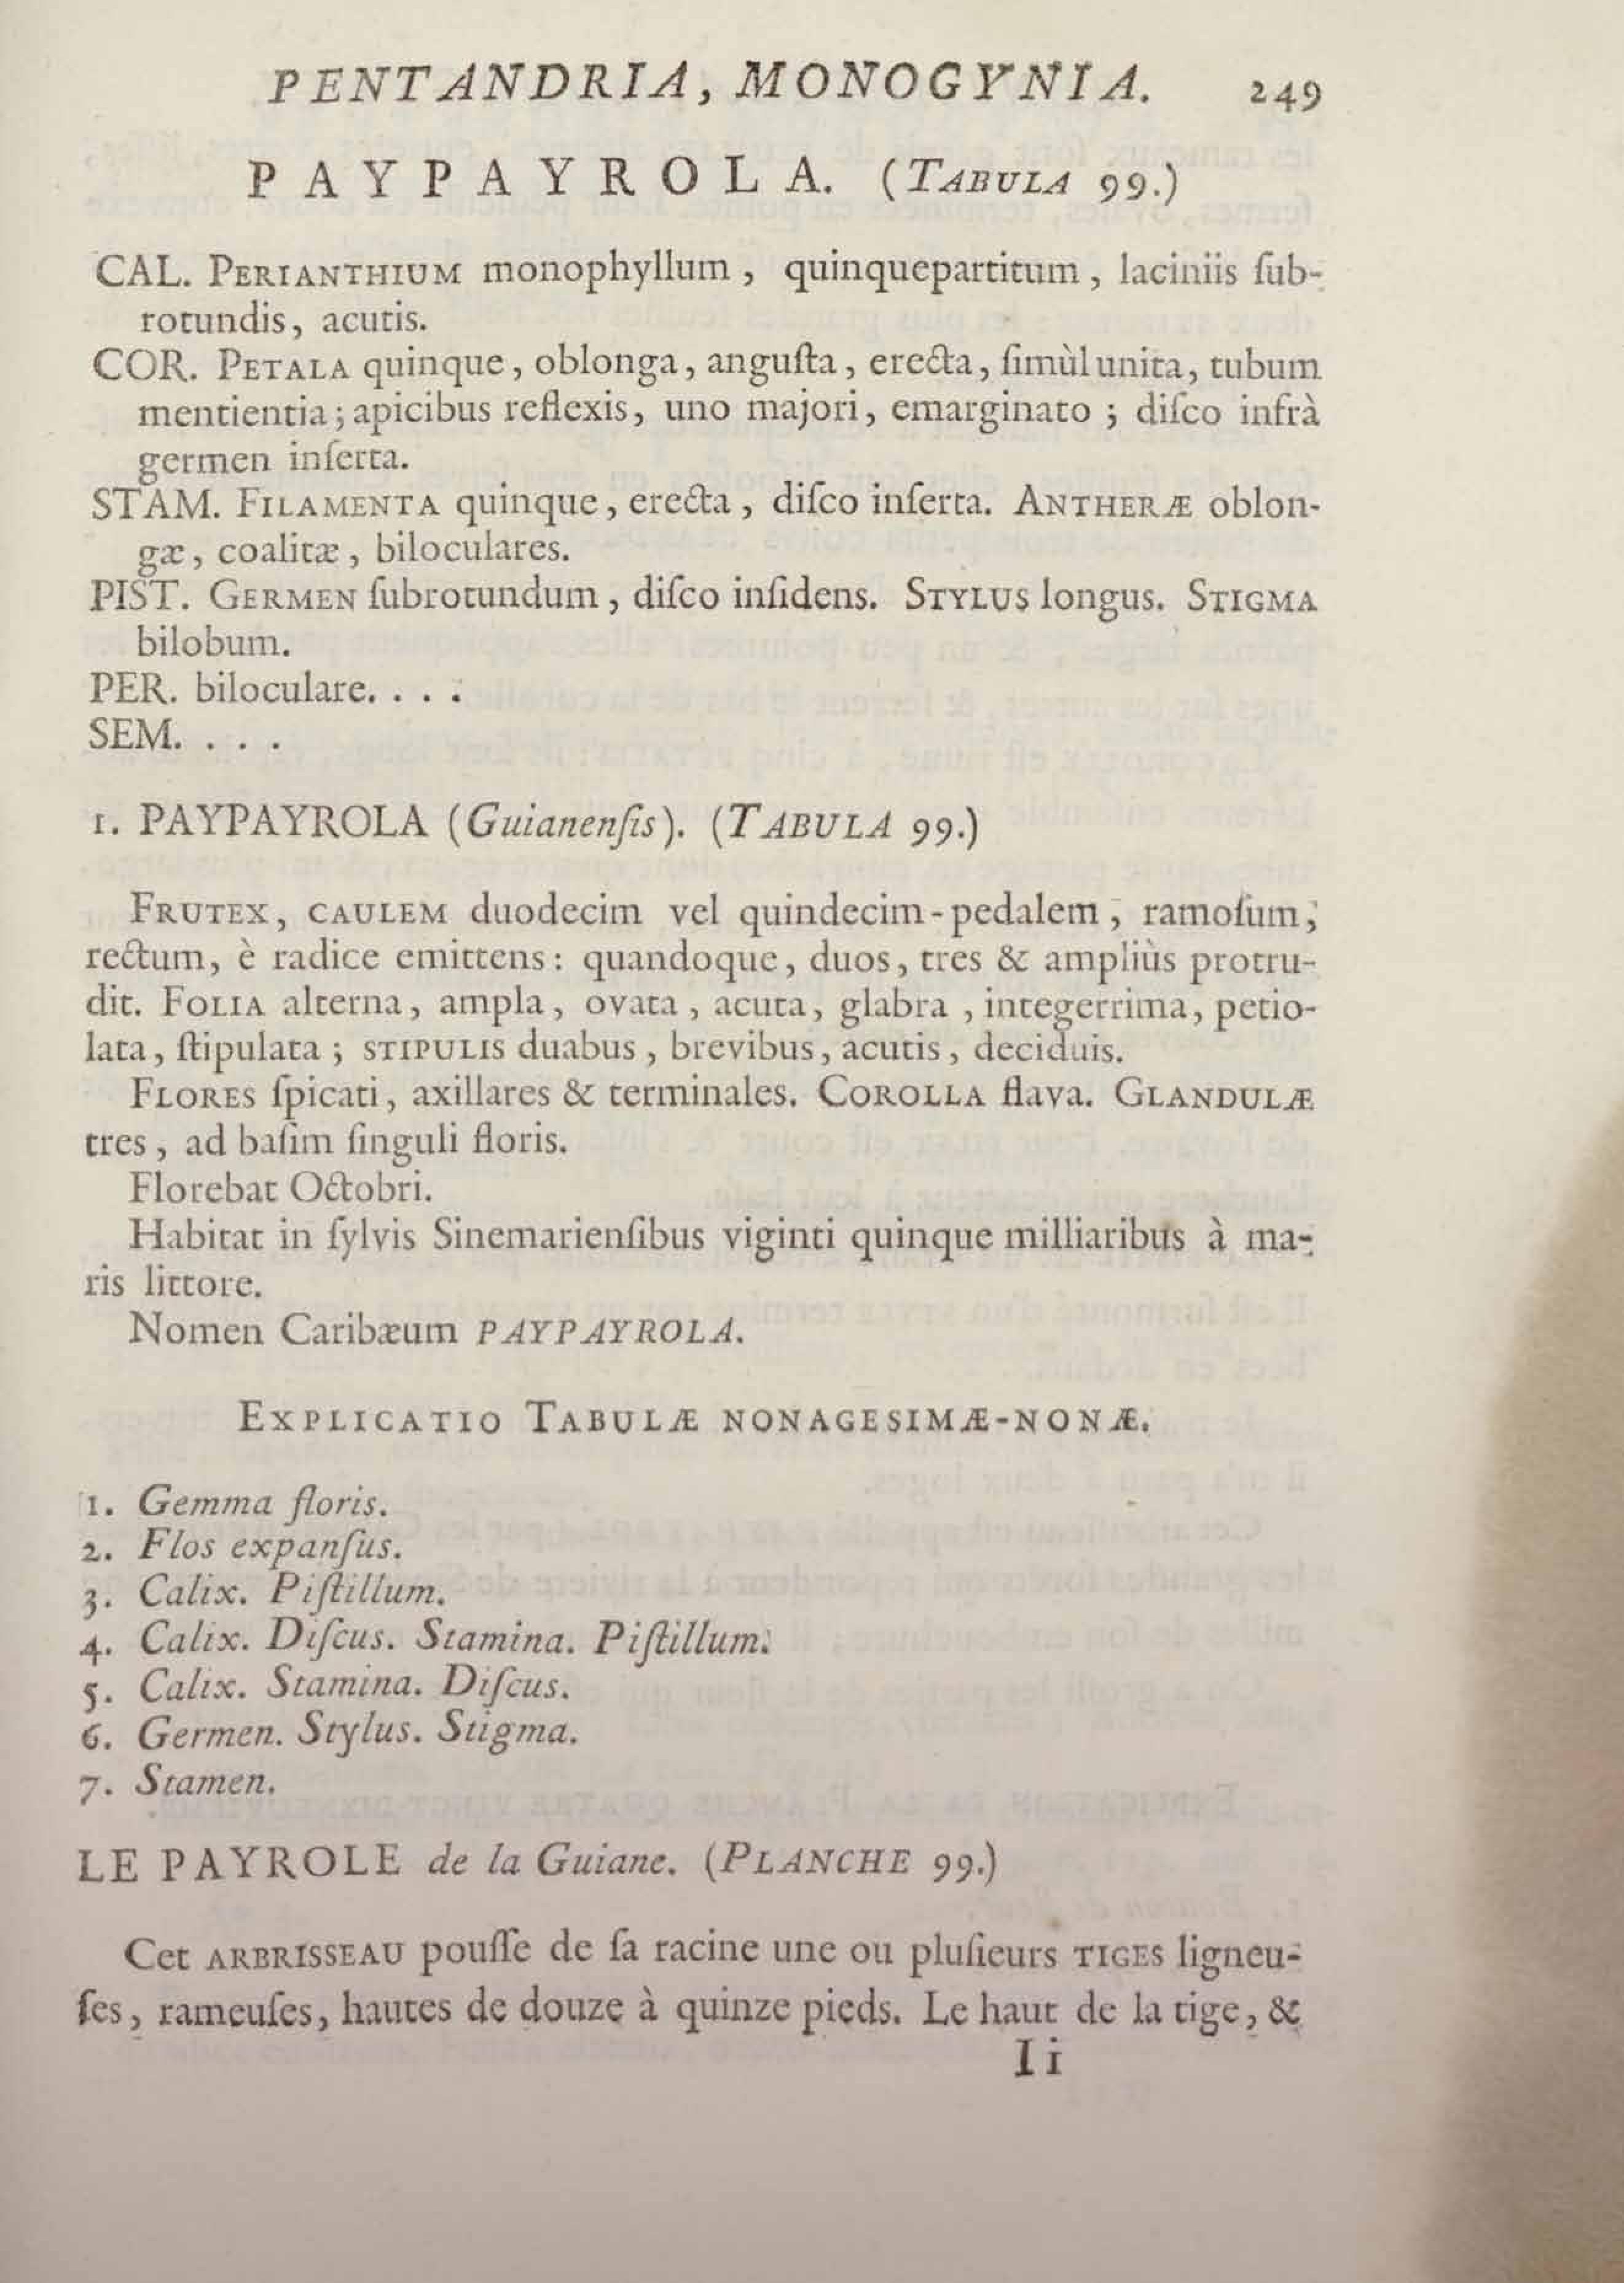 PENTANDRIA, MONOGYNIA. 249
PAYPAYROLA. (TABULA 99.)
CAL. PERIANTHIUM monophyllum, quinquepartitum, laciniis ſub-
rotundis, acutis.
COR. PETALA quinque, oblonga, anguſta, erecta, ſimùl unita, tubum
mentientia; apicibus reflexis, uno majori, emarginato; diſco infrà
germen inſerta.
STAM. FILAMENTA quinque, erecta, diſco inſerta. ANTHERÆ oblon-
gæ, coalitæ, biloculares.
PIST. GERMEN ſubrotundum, diſco inſidens. STYLUS longus. STIGMA
bilobum.
PER. biloculare. . . .
SEM. . . .
1. PAYPAYROLA (Guianenſis). (TABULA 99.)
FRUTEX, CAULEM duodecim vel quindecim-pedalem, ramoſum,
rectum, è radice emittens: quandoque, duos, tres & ampliùs protru-
dit. FOLIA alterna, ampla, ovata, acuta, glabra, integerrima, petio-
lata, ſtipulata; STIPULIS duabus, brevibus, acutis, deciduis.
FLORES ſpicati, axillares & terminales. COROLLA flava. GLANDULÆ
tres, ad baſim ſinguli floris.
Florebat Octobri.
Habitat in ſylvis Sinemarienſibus viginti quinque milliaribus à ma-
ris littore.
Nomen Caribæum PAYPAYROLA.
EXPLICATIO TABULÆ NONAGESIMÆ-NONÆ.
1. Gemma floris.
2. Flos expanſus.
3. Calix. Piſtillum.
4. Calix. Diſcus. Stamina. Piſtillum.
5. Calix. Stamina. Diſcus.
6. Germen. Stylus. Stigma.
7. Stamen.
LE PAYROLE de la Guiane. (PLANCHE 99.)
Cet ARBRISSEAU pouſſe de ſa racine une ou pluſieurs TIGES ligneu-
ſes, rameuſes, hautes de douze à quinze pieds. Le haut de la tige, &
Ii